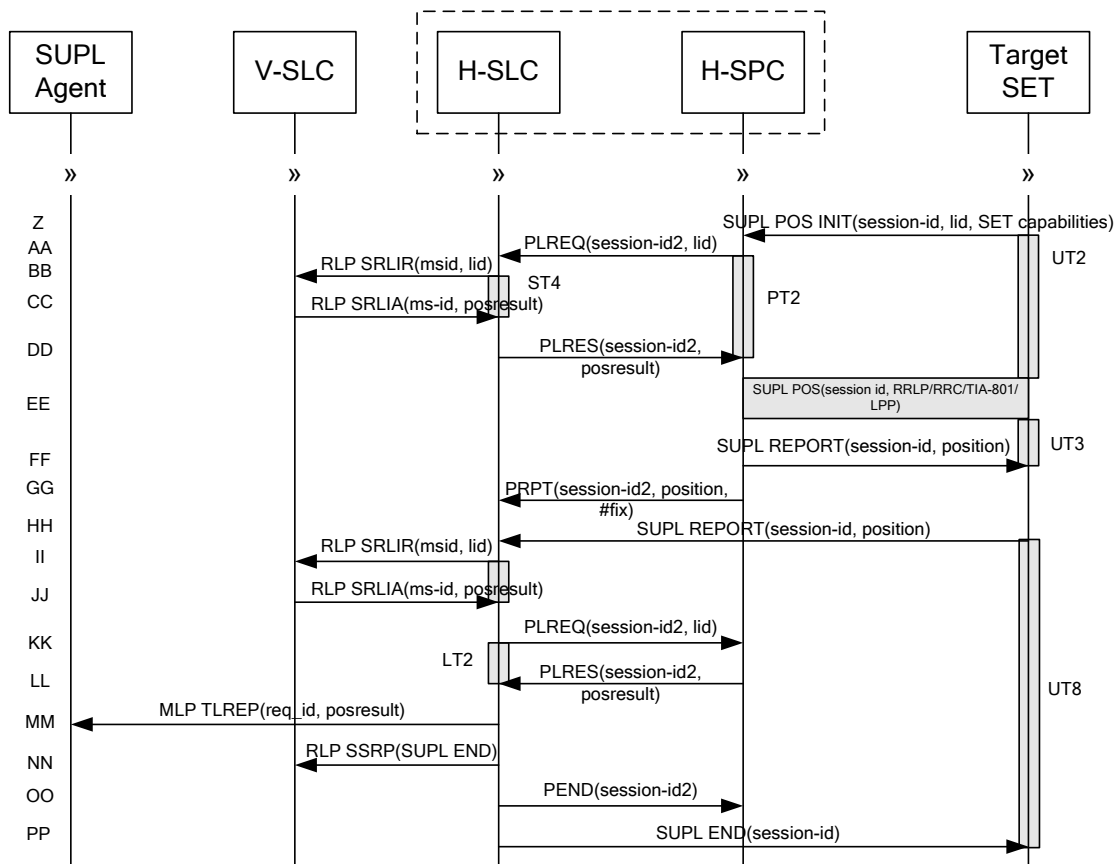 SUPL
Agent
V-SLC
H-SLC
H-SPC
Target
SET
» » » » »
Z
SUPL POS INIT(session-id, lid, SET capabilities)
AA
PLREQ(session-id2, lid)
UT2
BB
RLP SRLIR(msid, lid)
ST4
PT2
CC
RLP SRLIA(ms-id, posresult)
DD
PLRES(session-id2,
posresult)
EE
SUPL POS(session id, RRLP/RRC/TIA-801/
LPP)
SUPL REPORT(session-id, position)
UT3
FF
GG
PRPT(session-id2, position,
#fix)
HH
SUPL REPORT(session-id, position)
II
RLP SRLIR(msid, lid)
JJ
RLP SRLIA(ms-id, posresult)
KK
PLREQ(session-id2, lid)
LT2
LL
PLRES(session-id2,
posresult)
UT8
MM
MLP TLREP(req_id, posresult)
NN
RLP SSRP(SUPL END)
OO
PEND(session-id2)
PP
SUPL END(session-id)